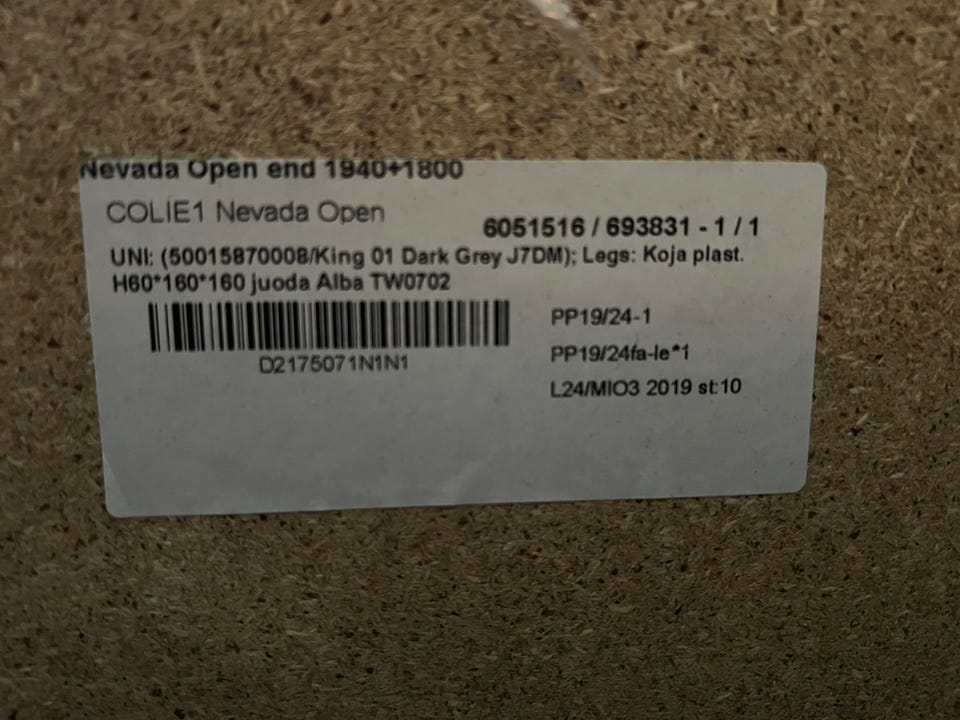 Nevada Open end 1940+1800
COLIE1 Nevada Open
6051516 / 693831 - 1 / 1
UNI: (50015870008/King 01 Dark Grey J7DM); Legs: Koja plast.
H60*160*160 juoda Alba TW0702
D2175071N1N1
PP19/24-1
PP19/24fa-le*1
L24/MIO3 2019 st:10